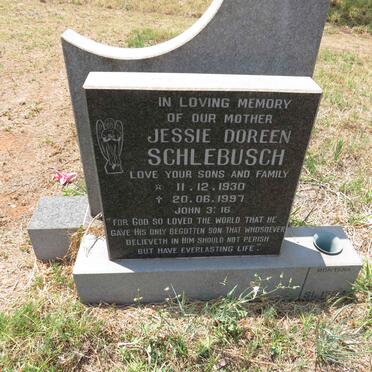 IN LOVING MEMORY
OF OUR MOTHER
JESSIE DOREEN
SCHLEBUSCH
LOVE YOUR SONS AND FAMILY
¤ 11.12.1930
✝ 20.06.1997
JOHN 3:16
"FOR GOD SO LOVED THE WORLD THAT HE
GAVE HIS ONLY BEGOTTEN SON THAT WHOSOEVER
BELIEVETH IN HIM SHOULD NOT PERISH
BUT HAVE EVERLASTING LIFE".
MONTANA